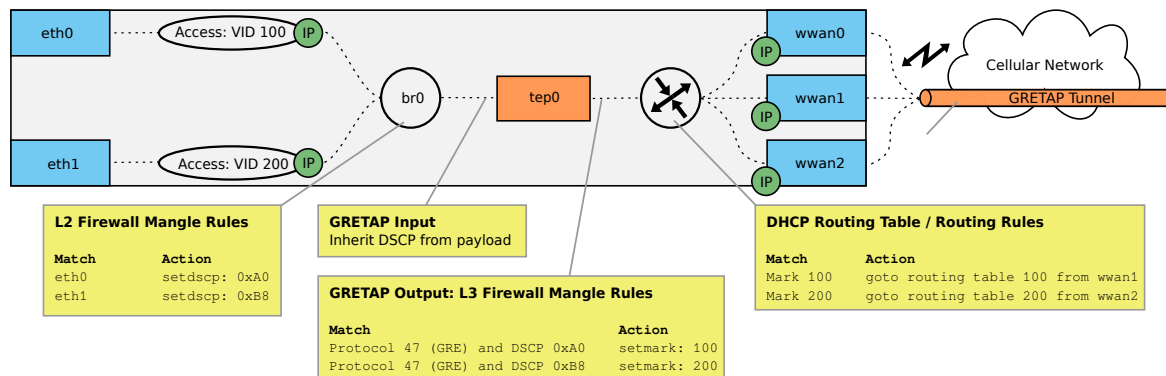 eth0
Access: VID 100
IP
wwan0
IP
Cellular Network
br0
tep0
wwan1
IP
GRETAP Tunnel
eth1
Access: VID 200
IP
wwan2
IP
L2 Firewall Mangle Rules
Match Action
eth0 setdscp: 0xA0
eth1 setdscp: 0xB8
GRETAP Input
Inherit DSCP from payload
DHCP Routing Table / Routing Rules
Match Action
Mark 100 goto routing table 100 from wwan1
Mark 200 goto routing table 200 from wwan2
GRETAP Output: L3 Firewall Mangle Rules
Match Action
Protocol 47 (GRE) and DSCP 0xA0 setmark: 100
Protocol 47 (GRE) and DSCP 0xB8 setmark: 200